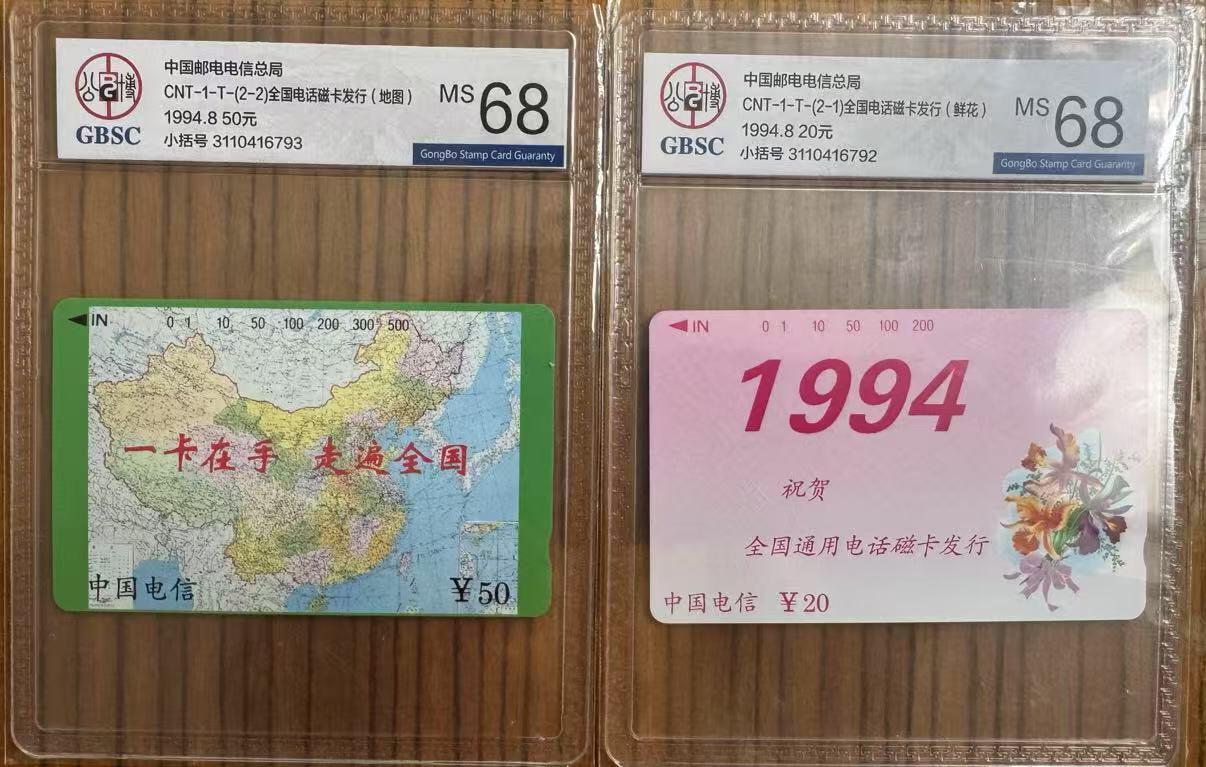 公博
GBSC
中国邮电电信总局
CNT-1-T-(2-2)全国电话磁卡发行(地图)
1994.8 50元
小括号 3110416793
MS 68
GongBo Stamp Card Guaranty
IN 0 1 10 50 100 200 300 500
一卡在手 走遍全国
中国电信 ¥50
公博
GBSC
中国邮电电信总局
CNT-1-T-(2-1)全国电话磁卡发行(鲜花)
1994.8 20元
小括号 3110416792
MS 68
GongBo Stamp Card Guaranty
IN 0 1 10 50 100 200
1994
祝贺
全国通用电话磁卡发行
中国电信 ¥20